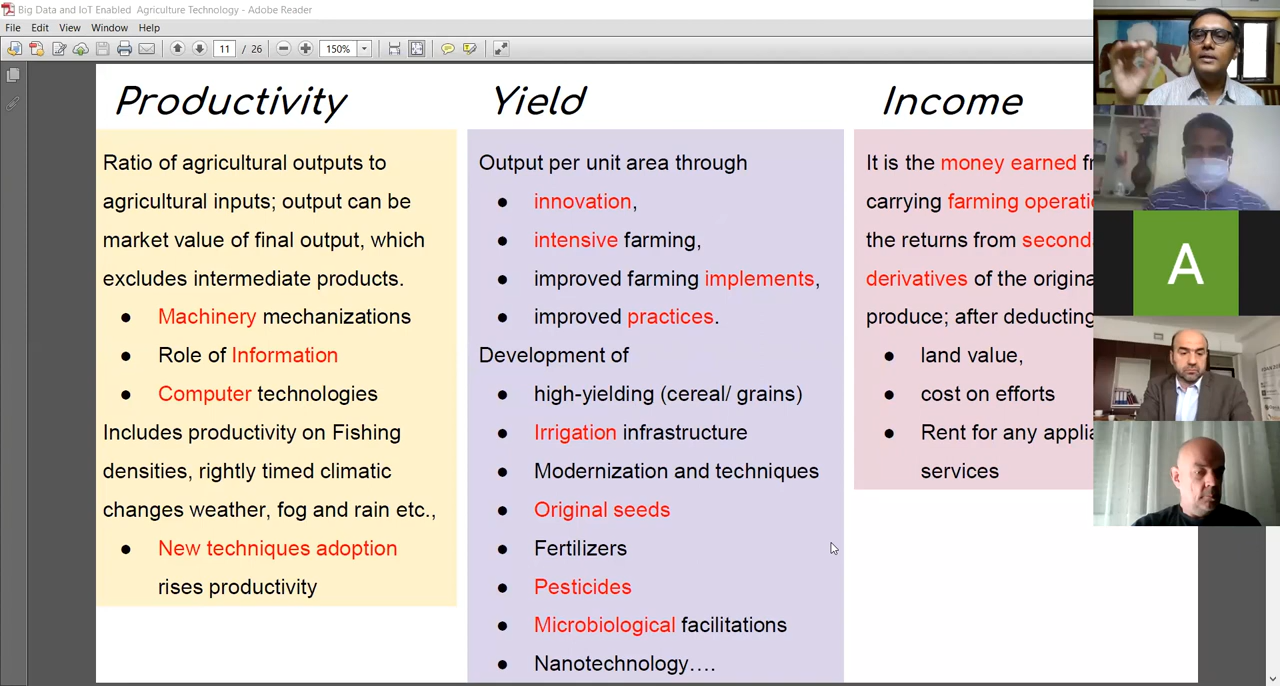 Big Data and IoT Enabled Agriculture Technology - Adobe Reader
File Edit View Window Help
11 / 26 150%
Productivity
Ratio of agricultural outputs to
agricultural inputs; output can be
market value of final output, which
excludes intermediate products.
● Machinery mechanizations
● Role of Information
● Computer technologies
Includes productivity on Fishing
densities, rightly timed climatic
changes weather, fog and rain etc.,
● New techniques adoption
rises productivity
Yield
Output per unit area through
● innovation,
● intensive farming,
● improved farming implements,
● improved practices.
Development of
● high-yielding (cereal/ grains)
● Irrigation infrastructure
● Modernization and techniques
● Original seeds
● Fertilizers
● Pesticides
● Microbiological facilitations
● Nanotechnology….
Income
It is the money earned
carrying farming operati
the returns from second
derivatives of the origina
produce; after deducting
● land value,
● cost on efforts
● Rent for any applia
services
A